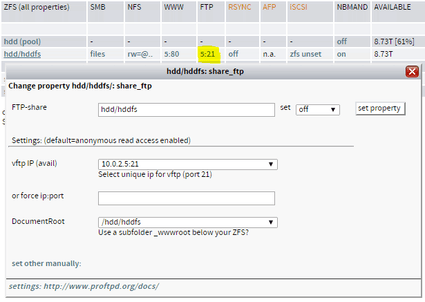 ZFS (all properties) SMB NFS WWW FTP RSYNC AFP iSCSI NBMAND AVAILABLE
hdd (pool) - - - - - - - off 8.73T [61%]
hdd/hddfs files rw=@.. 5:80 5:21 off n.a. zfs unset on 8.73T
hdd/hddfs: share_ftp
Change property hdd/hddfs/: share_ftp
FTP-share hdd/hddfs set off set property
Settings: (default=anonymous read access enabled)
vftp IP (avail) 10.0.2.5:21
Select unique ip for vftp (port 21)
or force ip:port
DocumentRoot /hdd/hddfs
Use a subfolder _wwwroot below your ZFS?
set other manually:
settings: http://www.proftpd.org/docs/